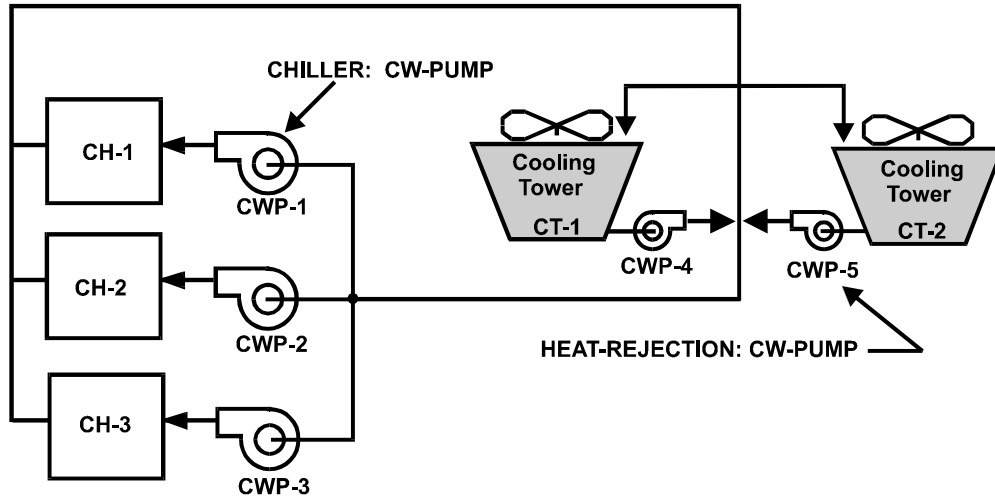 CHILLER: CW-PUMP
CH-1
CWP-1
Cooling
Tower
CT-1
Cooling
Tower
CT-2
CWP-4
CWP-5
CH-2
CWP-2
HEAT-REJECTION: CW-PUMP
CH-3
CWP-3